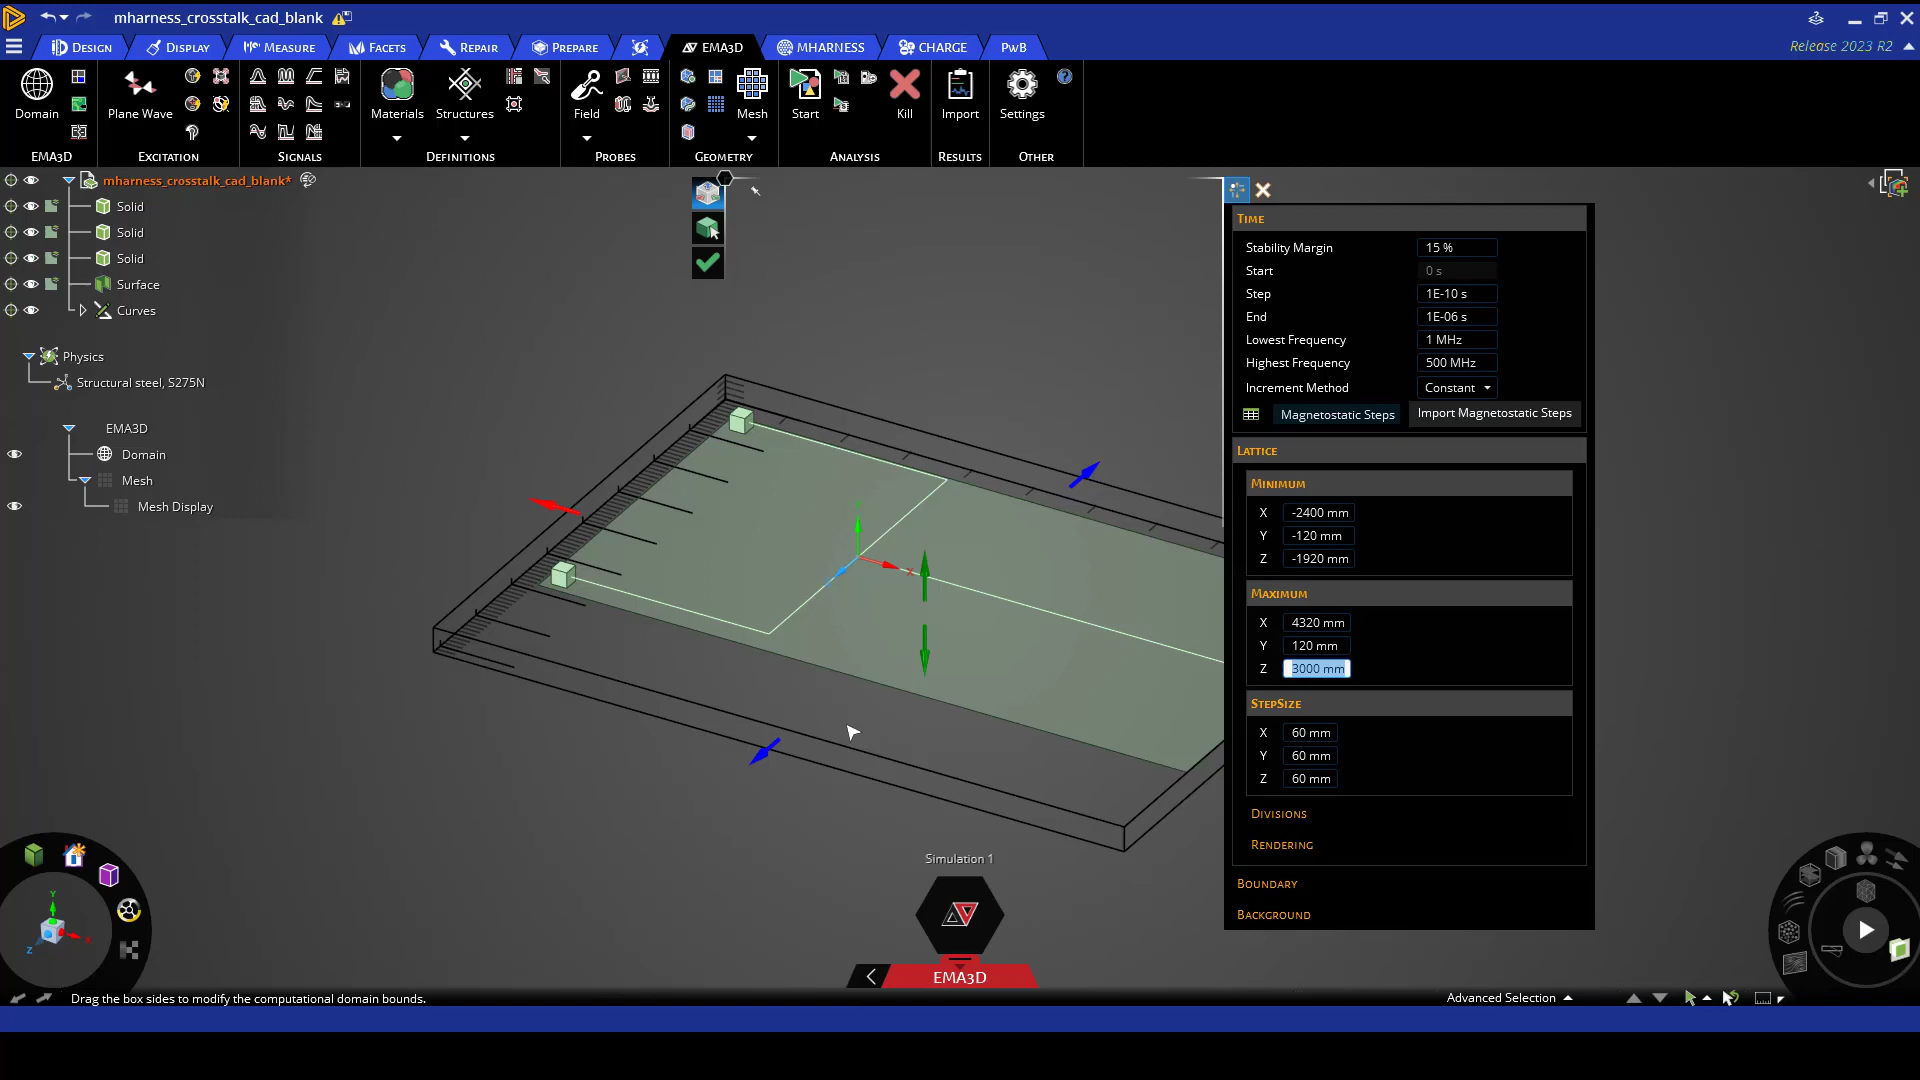 mharness_crosstalk_cad_blank
Design
Display
Measure
Facets
Repair
Prepare
EMA3D
MHARNESS
Charge
PwB
Release 2023 R2
Domain
Plane Wave
Materials
Structures
Field
Mesh
Start
Kill
Import
Settings
EMA3D
Excitation
Signals
Definitions
Probes
Geometry
Analysis
Results
Other
mharness_crosstalk_cad_blank*
Solid
Solid
Solid
Surface
Curves
Physics
Structural steel, S275N
EMA3D
Domain
Mesh
Mesh Display
Time
Stability Margin 15 %
Start 0 s
Step 1E-10 s
End 1E-06 s
Lowest Frequency 1 MHz
Highest Frequency 500 MHz
Increment Method Constant
Magnetostatic Steps Import Magnetostatic Steps
Lattice
Minimum
X -2400 mm
Y -120 mm
Z -1920 mm
Maximum
X 4320 mm
Y 120 mm
Z 3000 mm
StepSize
X 60 mm
Y 60 mm
Z 60 mm
Divisions
Rendering
Boundary
Background
X
Simulation 1
EMA3D
Y
X
Z
Drag the box sides to modify the computational domain bounds.
Advanced Selection